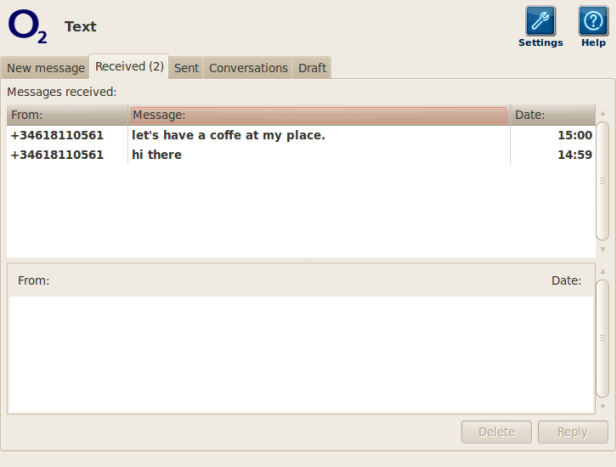 O2 Text
Settings Help
New message Received (2) Sent Conversations Draft
Messages received:
From: Message: Date:
+34618110561 let's have a coffe at my place. 15:00
+34618110561 hi there 14:59
From: Date:
Delete Reply